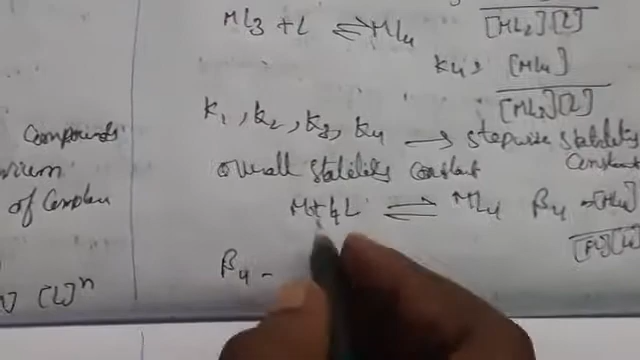 ML3 + L ⇌ ML4
[ML2][L]
K4 = [ML4]
[ML3][L]
K1, K2, K3, K4 → stepwise stability
Compounds
overall stability constant
Constant
of Complex
M+4L ⇌ ML4 β4 = [ML4]
[L]n
β4 =